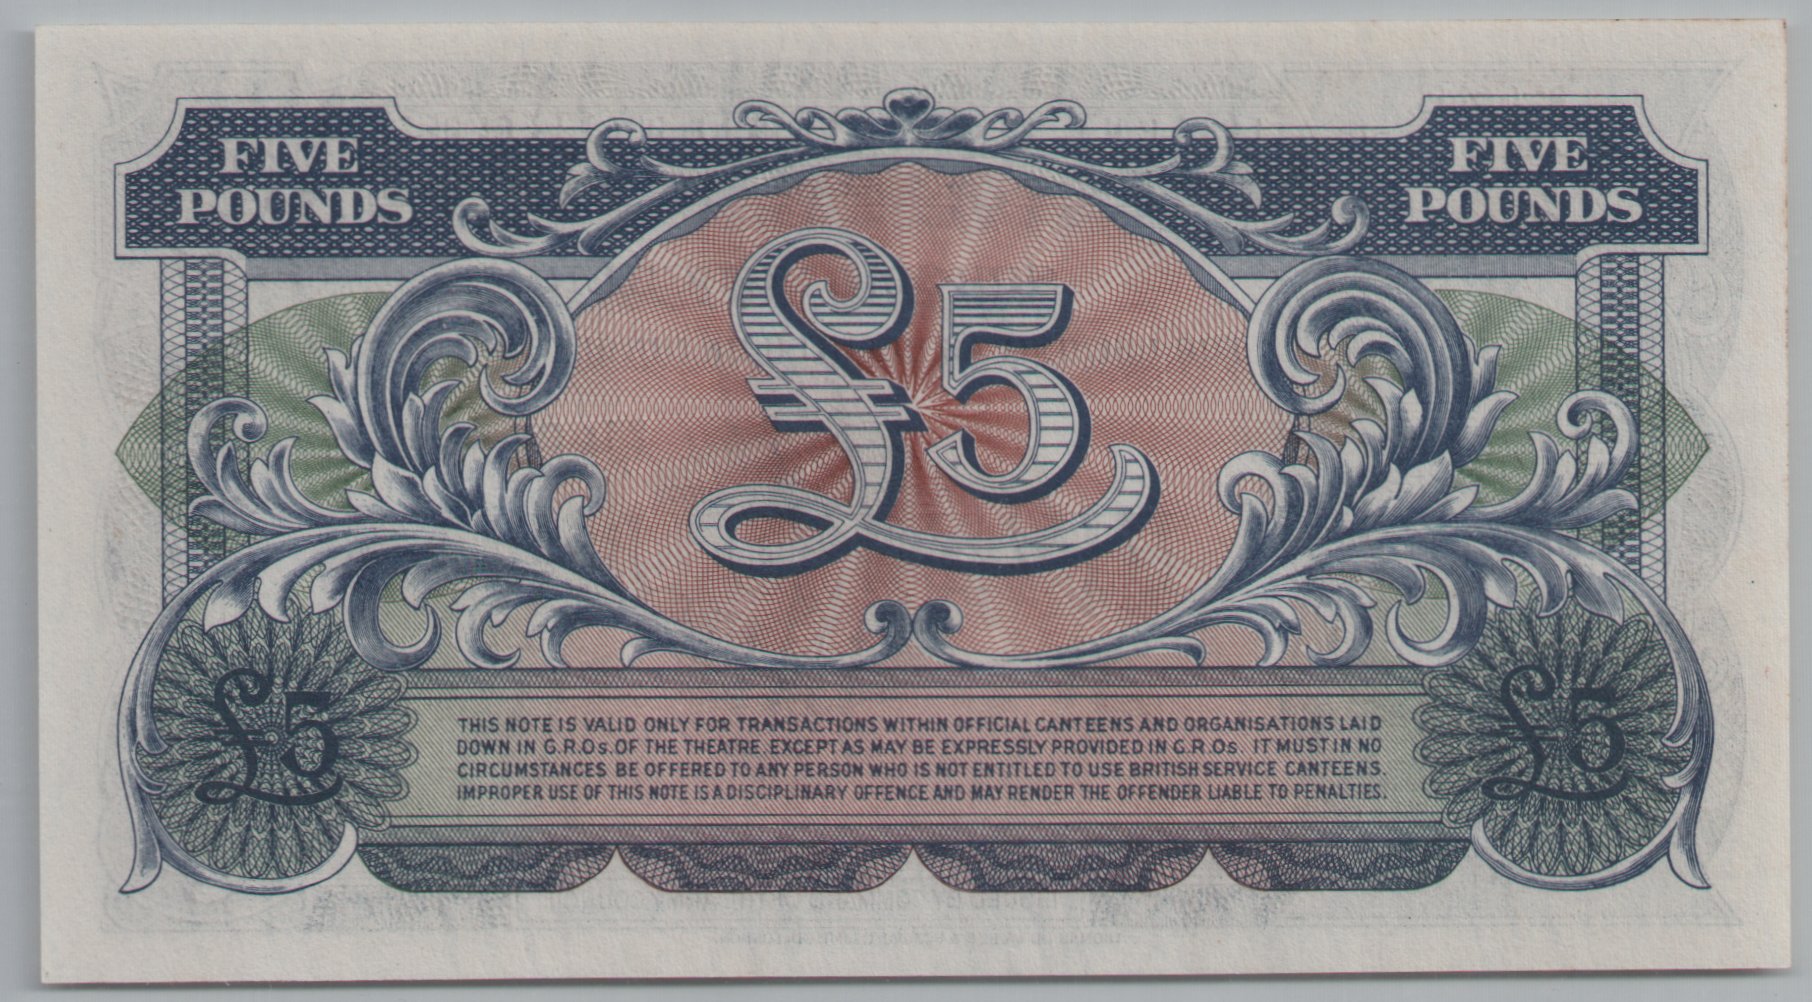 FIVE
POUNDS
FIVE
POUNDS
£5
£5
£5
THIS NOTE IS VALID ONLY FOR TRANSACTIONS WITHIN OFFICIAL CANTEENS AND ORGANISATIONS LAID
DOWN IN G.R.Os. OF THE THEATRE, EXCEPT AS MAY BE EXPRESSLY PROVIDED IN G.R.Os. IT MUST IN NO
CIRCUMSTANCES BE OFFERED TO ANY PERSON WHO IS NOT ENTITLED TO USE BRITISH SERVICE CANTEENS.
IMPROPER USE OF THIS NOTE IS A DISCIPLINARY OFFENCE AND MAY RENDER THE OFFENDER LIABLE TO PENALTIES.